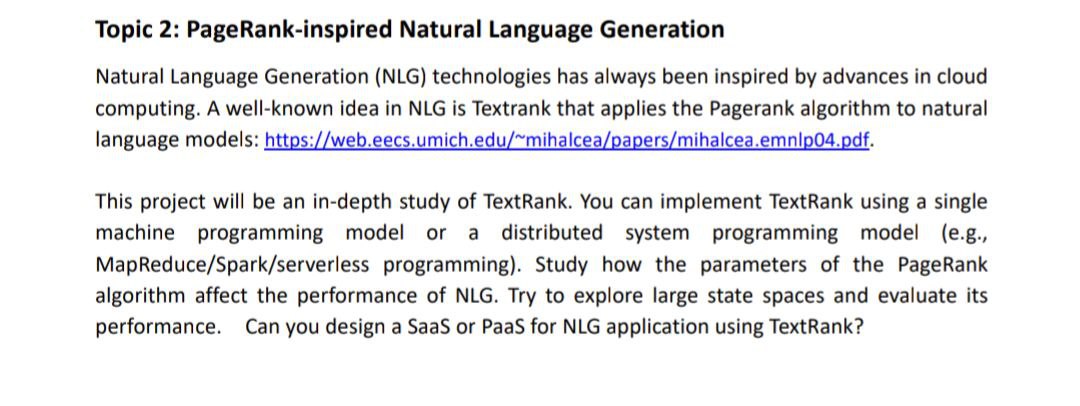 Topic 2: PageRank-inspired Natural Language Generation
Natural Language Generation (NLG) technologies has always been inspired by advances in cloud
computing. A well-known idea in NLG is Textrank that applies the Pagerank algorithm to natural
language models: https://web.eecs.umich.edu/~mihalcea/papers/mihalcea.emnlp04.pdf.
This project will be an in-depth study of TextRank. You can implement TextRank using a single
machine programming model or a distributed system programming model (e.g.,
MapReduce/Spark/serverless programming). Study how the parameters of the PageRank
algorithm affect the performance of NLG. Try to explore large state spaces and evaluate its
performance. Can you design a SaaS or PaaS for NLG application using TextRank?